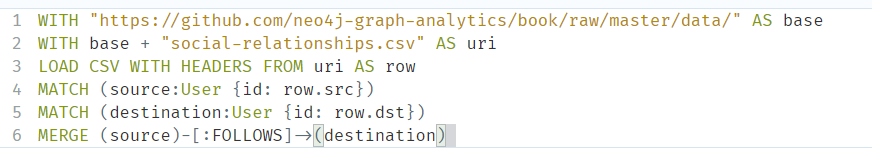 1 WITH "https://github.com/neo4j-graph-analytics/book/raw/master/data/" AS base
2 WITH base + "social-relationships.csv" AS uri
3 LOAD CSV WITH HEADERS FROM uri AS row
4 MATCH (source:User {id: row.src})
5 MATCH (destination:User {id: row.dst})
6 MERGE (source)-[:FOLLOWS]->(destination)